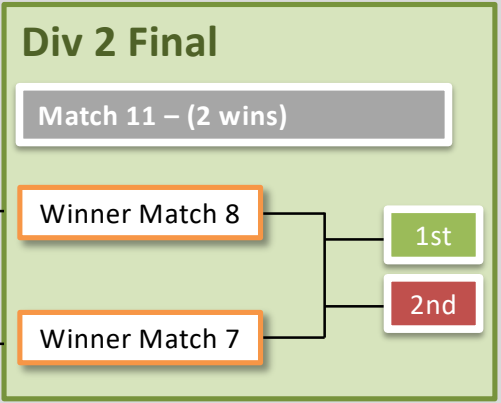 Div 2 Final
Match 11 – (2 wins)
Winner Match 8
1st
2nd
Winner Match 7